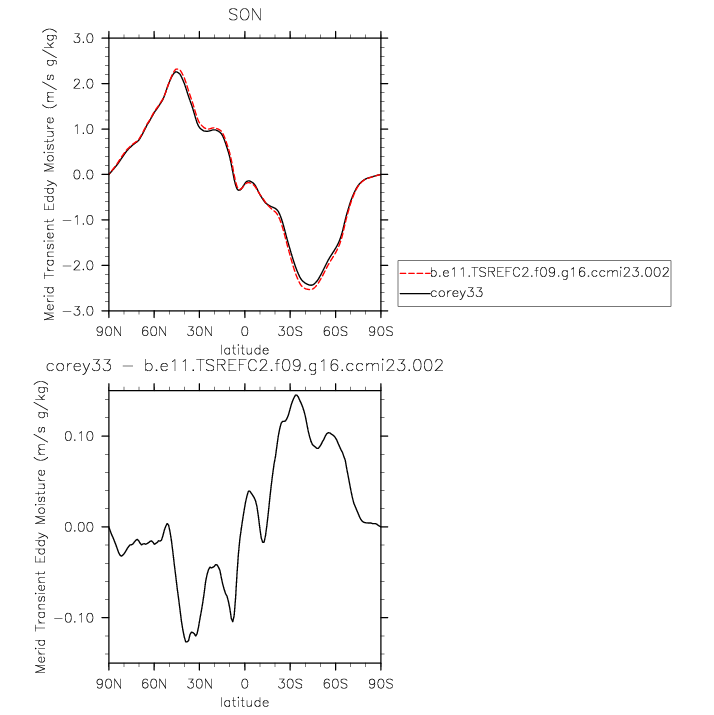 SON
Merid Transient Eddy Moisture (m/s g/kg)
3.0
2.0
1.0
0.0
−1.0
−2.0
−3.0
90N 60N 30N 0 30S 60S 90S
latitude
b.e11.TSREFC2.f09.g16.ccmi23.002
corey33
corey33 − b.e11.TSREFC2.f09.g16.ccmi23.002
Merid Transient Eddy Moisture (m/s g/kg)
0.10
0.00
−0.10
90N 60N 30N 0 30S 60S 90S
latitude